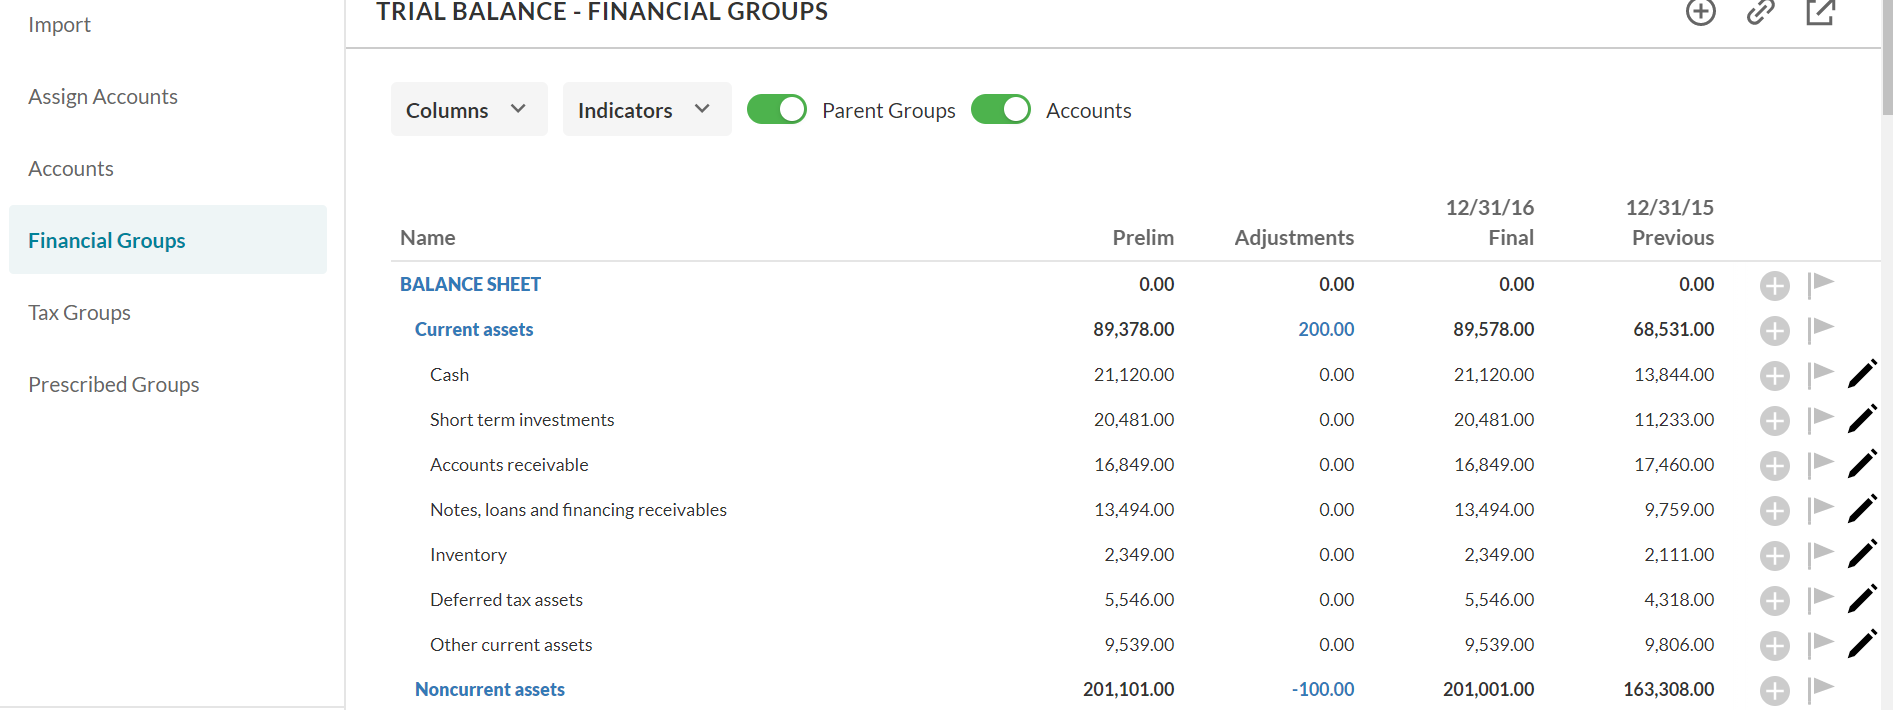 Import
Assign Accounts
Accounts
Financial Groups
Tax Groups
Prescribed Groups
TRIAL BALANCE - FINANCIAL GROUPS
Columns Indicators Parent Groups Accounts
12/31/16 12/31/15
Name Prelim Adjustments Final Previous
BALANCE SHEET 0.00 0.00 0.00 0.00
Current assets 89,378.00 200.00 89,578.00 68,531.00
Cash 21,120.00 0.00 21,120.00 13,844.00
Short term investments 20,481.00 0.00 20,481.00 11,233.00
Accounts receivable 16,849.00 0.00 16,849.00 17,460.00
Notes, loans and financing receivables 13,494.00 0.00 13,494.00 9,759.00
Inventory 2,349.00 0.00 2,349.00 2,111.00
Deferred tax assets 5,546.00 0.00 5,546.00 4,318.00
Other current assets 9,539.00 0.00 9,539.00 9,806.00
Noncurrent assets 201,101.00 -100.00 201,001.00 163,308.00